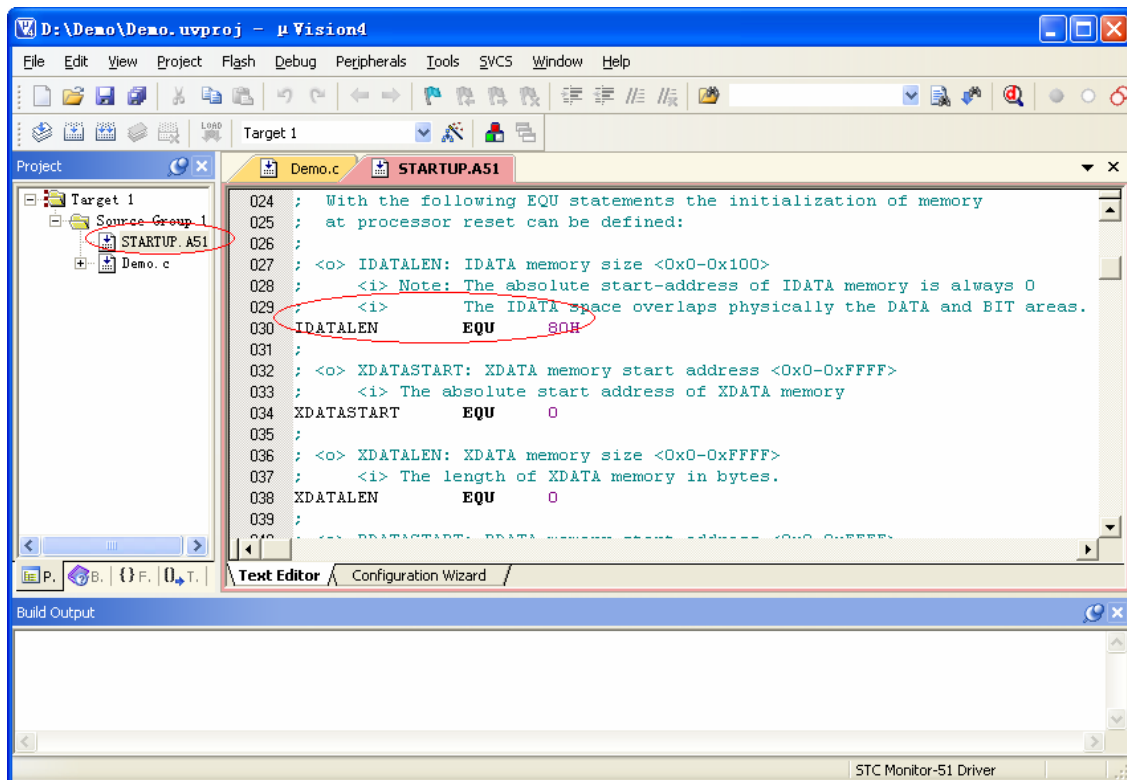 D:\Demo\Demo.uvproj - µVision4
File Edit View Project Flash Debug Peripherals Tools SVCS Window Help
LOAD Target 1
Project
Demo.c STARTUP.A51
Target 1
Source Group 1
STARTUP.A51
Demo.c
024 ;  With the following EQU statements the initialization of memory
025 ;  at processor reset can be defined:
026 ;
027 ; <o> IDATALEN: IDATA memory size <0x0-0x100>
028 ;     <i> Note: The absolute start-address of IDATA memory is always 0
029 ;     <i>       The IDATA space overlaps physically the DATA and BIT areas.
030 IDATALEN        EQU     80H
031 ;
032 ; <o> XDATASTART: XDATA memory start address <0x0-0xFFFF>
033 ;     <i> The absolute start address of XDATA memory
034 XDATASTART      EQU     0
035 ;
036 ; <o> XDATALEN: XDATA memory size <0x0-0xFFFF>
037 ;     <i> The length of XDATA memory in bytes.
038 XDATALEN        EQU     0
039 ;
P. B. {} F. 0 T.
Text Editor Configuration Wizard
Build Output
STC Monitor-51 Driver